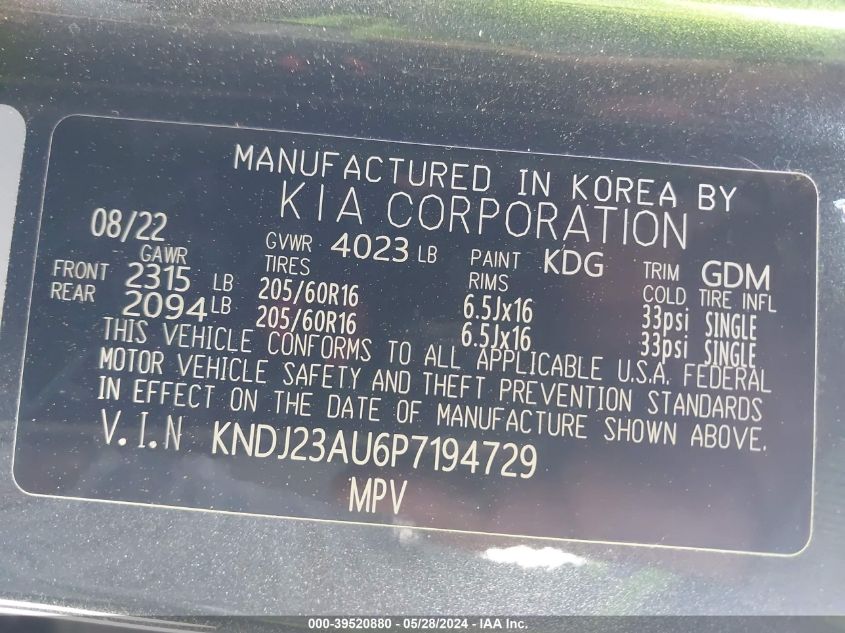 MANUFACTURED IN KOREA BY
KIA CORPORATION
08/22 GVWR 4023 LB PAINT KDG TRIM GDM
GAWR TIRES RIMS COLD TIRE INFL
FRONT 2315 LB 205/60R16 6.5Jx16 33psi SINGLE
REAR 2094 LB 205/60R16 6.5Jx16 33psi SINGLE
THIS VEHICLE CONFORMS TO ALL APPLICABLE U.S.A. FEDERAL
MOTOR VEHICLE SAFETY AND THEFT PREVENTION STANDARDS
IN EFFECT ON THE DATE OF MANUFACTURE SHOWN ABOVE.
V.I.N KNDJ23AU6P7194729
MPV
000-39520880 - 05/28/2024 - IAA Inc.